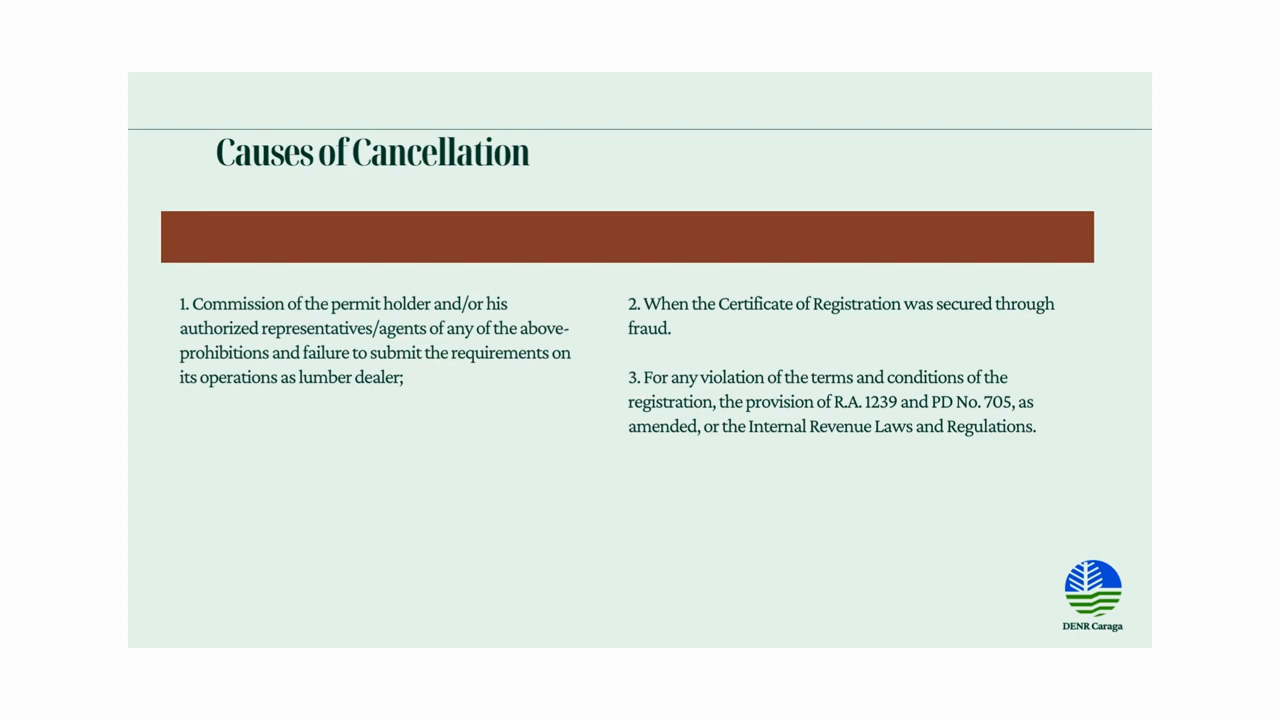 Causes of Cancellation
1. Commission of the permit holder and/or his
authorized representatives/agents of any of the above-
prohibitions and failure to submit the requirements on
its operations as lumber dealer;
2. When the Certificate of Registration was secured through
fraud.
3. For any violation of the terms and conditions of the
registration, the provision of R.A. 1239 and PD No. 705, as
amended, or the Internal Revenue Laws and Regulations.
DENR Caraga